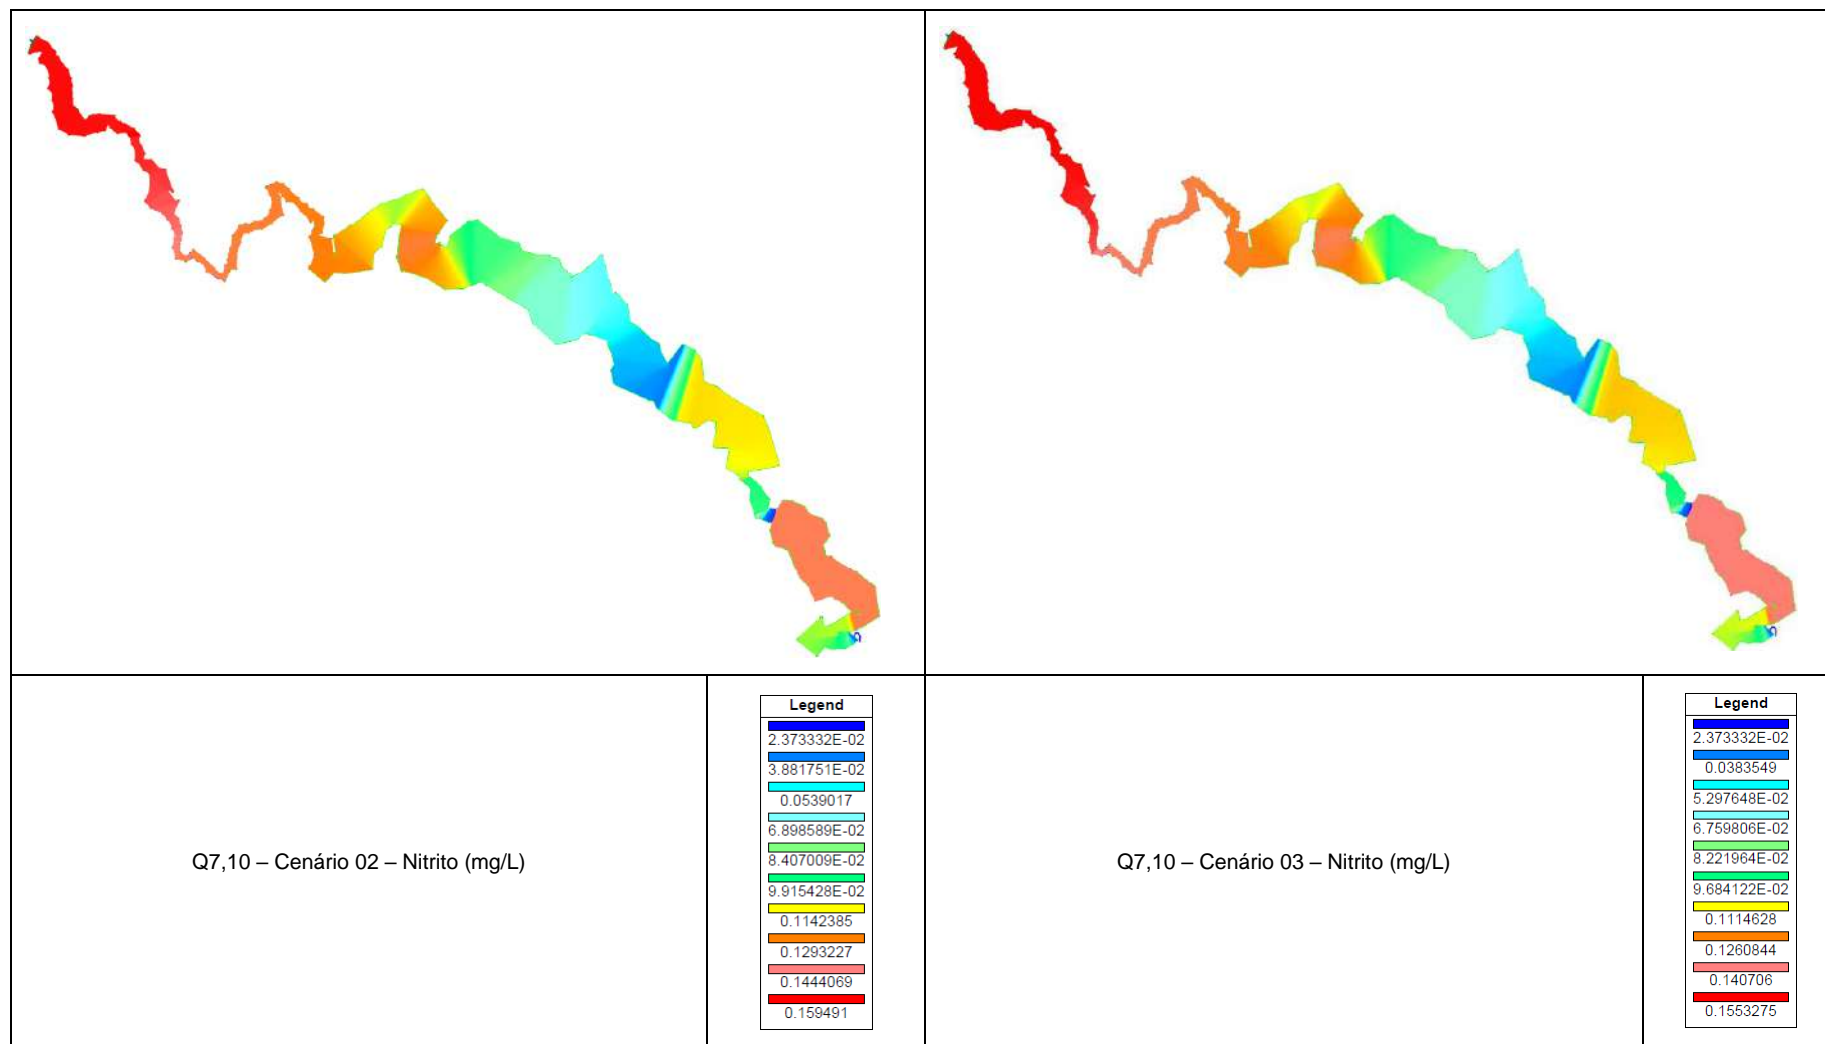 Q7,10 – Cenário 02 – Nitrito (mg/L)
Legend
2.373332E-02
3.881751E-02
0.0539017
6.898589E-02
8.407009E-02
9.915428E-02
0.1142385
0.1293227
0.1444069
0.159491
Q7,10 – Cenário 03 – Nitrito (mg/L)
Legend
2.373332E-02
0.0383549
5.297648E-02
6.759806E-02
8.221964E-02
9.684122E-02
0.1114628
0.1260844
0.140706
0.1553275